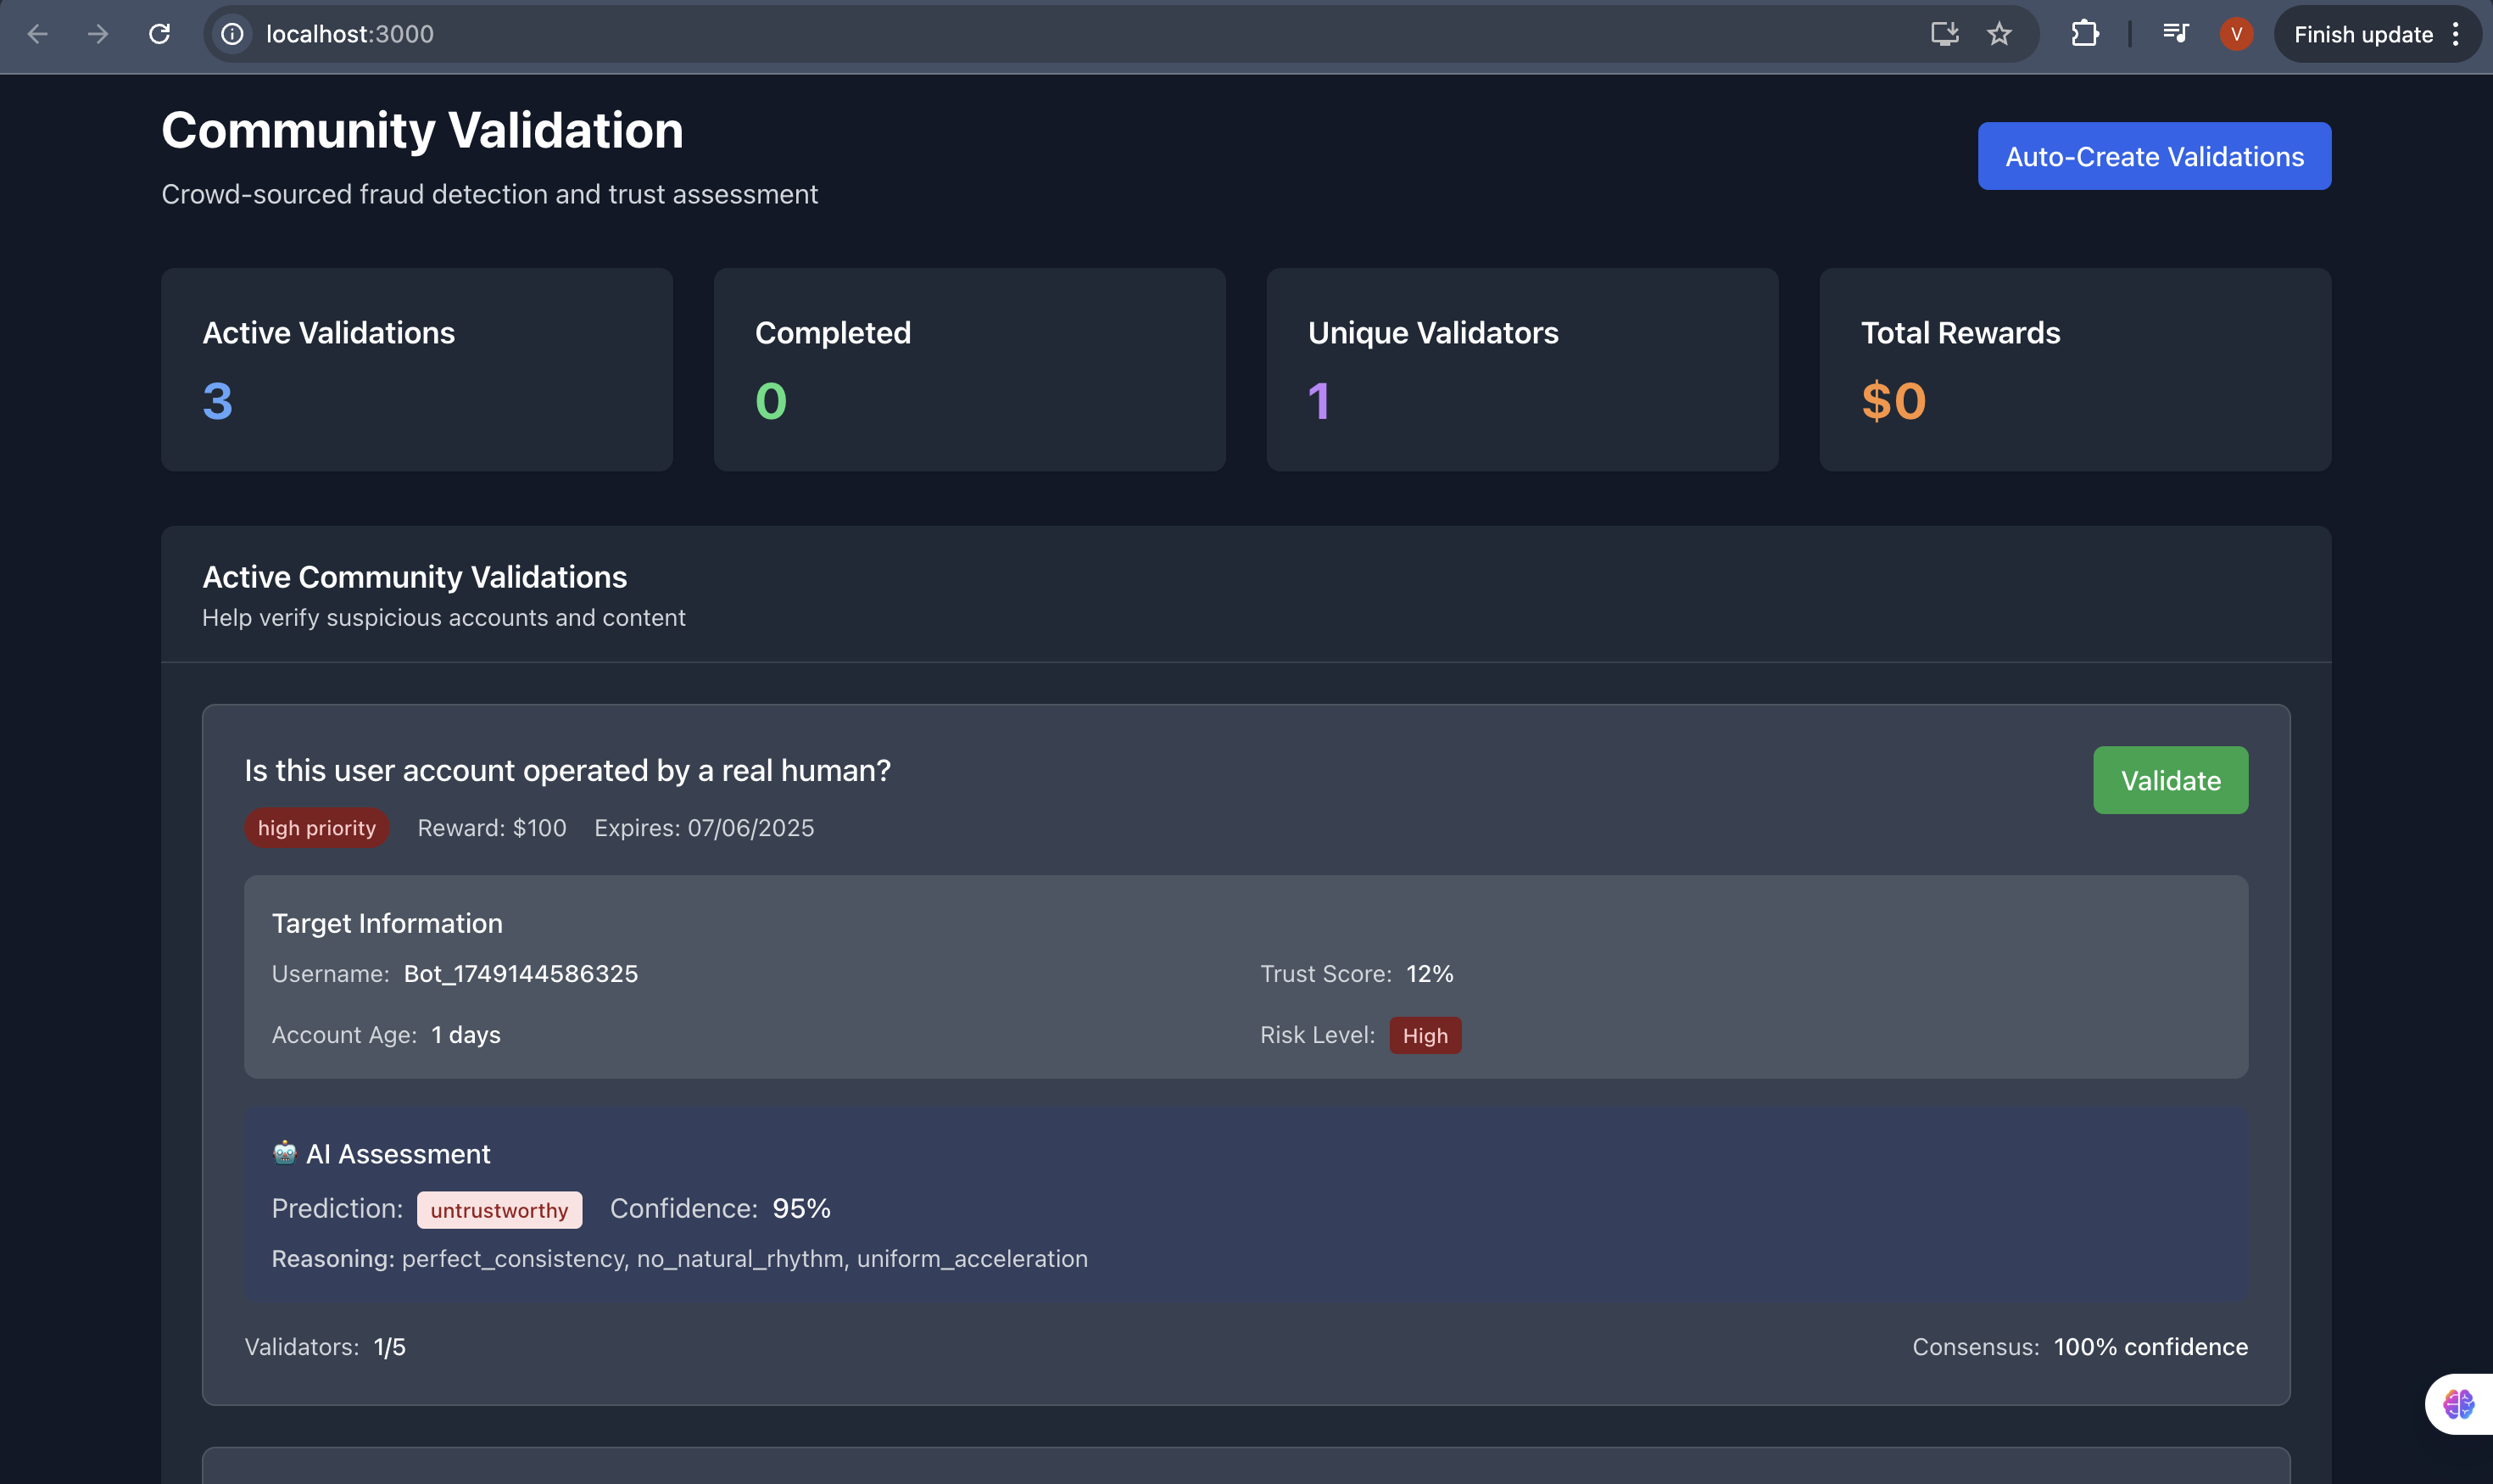 localhost:3000
V
Finish update
Community Validation
Auto-Create Validations
Crowd-sourced fraud detection and trust assessment
Active Validations
3
Completed
0
Unique Validators
1
Total Rewards
$0
Active Community Validations
Help verify suspicious accounts and content
Is this user account operated by a real human?
Validate
high priority Reward: $100 Expires: 07/06/2025
Target Information
Username: Bot_1749144586325
Trust Score: 12%
Account Age: 1 days
Risk Level: High
🤖 AI Assessment
Prediction: untrustworthy Confidence: 95%
Reasoning: perfect_consistency, no_natural_rhythm, uniform_acceleration
Validators: 1/5
Consensus: 100% confidence